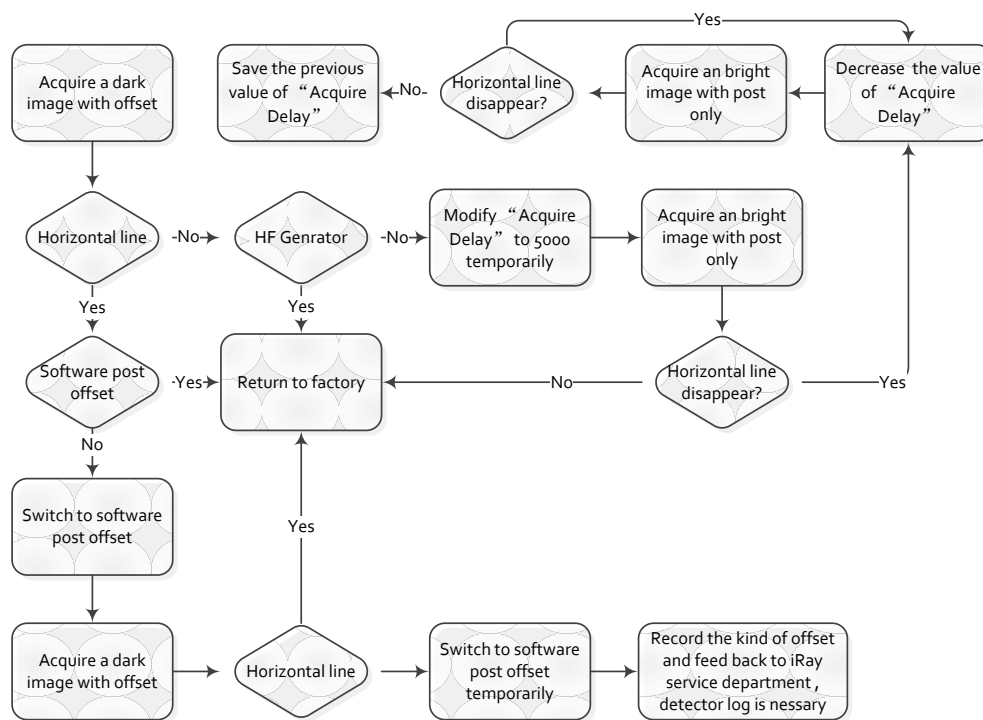 Yes
Acquire a dark
image with offset
Save the previous
value of “Acquire
Delay”
No
Horizontal line
disappear?
Acquire an bright
image with post
only
Decrease the value
of “Acquire
Delay”
Horizontal line
No
HF Genrator
No
Modify “Acquire
Delay” to 5000
temporarily
Acquire an bright
image with post
only
Yes
Yes
Software post
offset
Yes
Return to factory
No
Horizontal line
disappear?
Yes
No
Switch to software
post offset
Yes
Acquire a dark
image with offset
Horizontal line
Switch to software
post offset
temporarily
Record the kind of offset
and feed back to iRay
service department ,
detector log is nessary